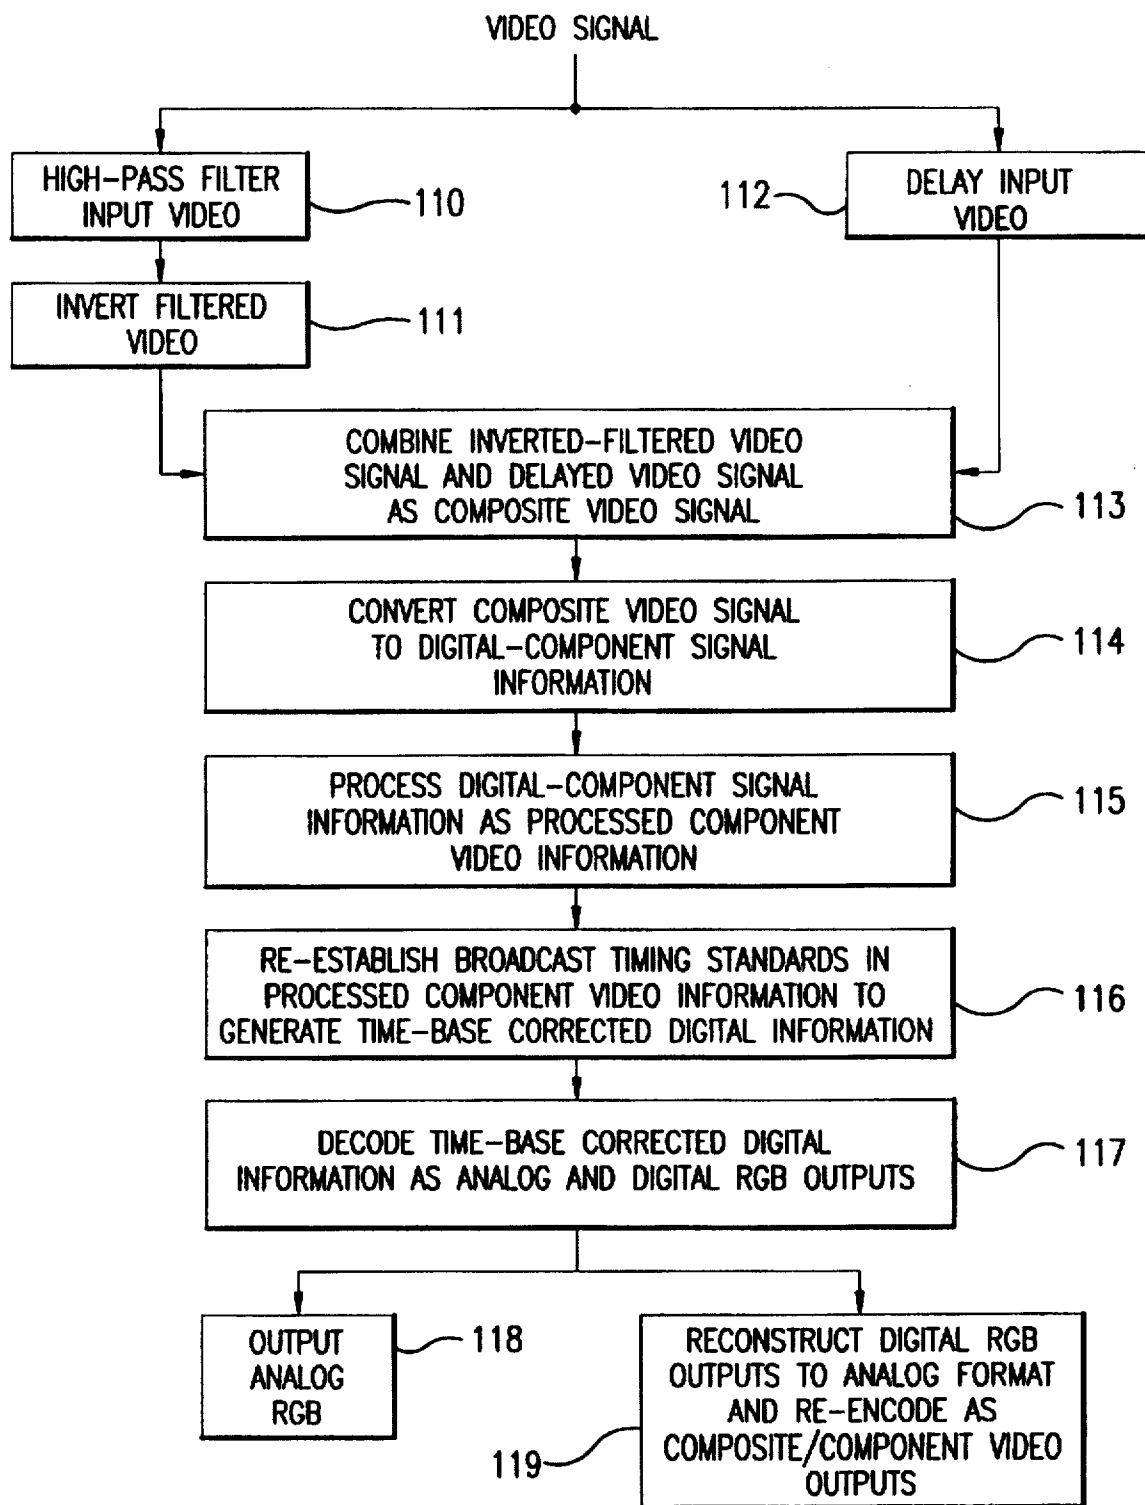 VIDEO SIGNAL
HIGH-PASS FILTER
INPUT VIDEO
110
112
DELAY INPUT
VIDEO
INVERT FILTERED
VIDEO
111
COMBINE INVERTED-FILTERED VIDEO
SIGNAL AND DELAYED VIDEO SIGNAL
AS COMPOSITE VIDEO SIGNAL
113
CONVERT COMPOSITE VIDEO SIGNAL
TO DIGITAL-COMPONENT SIGNAL
INFORMATION
114
PROCESS DIGITAL-COMPONENT SIGNAL
INFORMATION AS PROCESSED COMPONENT
VIDEO INFORMATION
115
RE-ESTABLISH BROADCAST TIMING STANDARDS IN
PROCESSED COMPONENT VIDEO INFORMATION TO
GENERATE TIME-BASE CORRECTED DIGITAL INFORMATION
116
DECODE TIME-BASE CORRECTED DIGITAL
INFORMATION AS ANALOG AND DIGITAL RGB OUTPUTS
117
OUTPUT
ANALOG
RGB
118
RECONSTRUCT DIGITAL RGB
OUTPUTS TO ANALOG FORMAT
AND RE-ENCODE AS
COMPOSITE/COMPONENT VIDEO
OUTPUTS
119